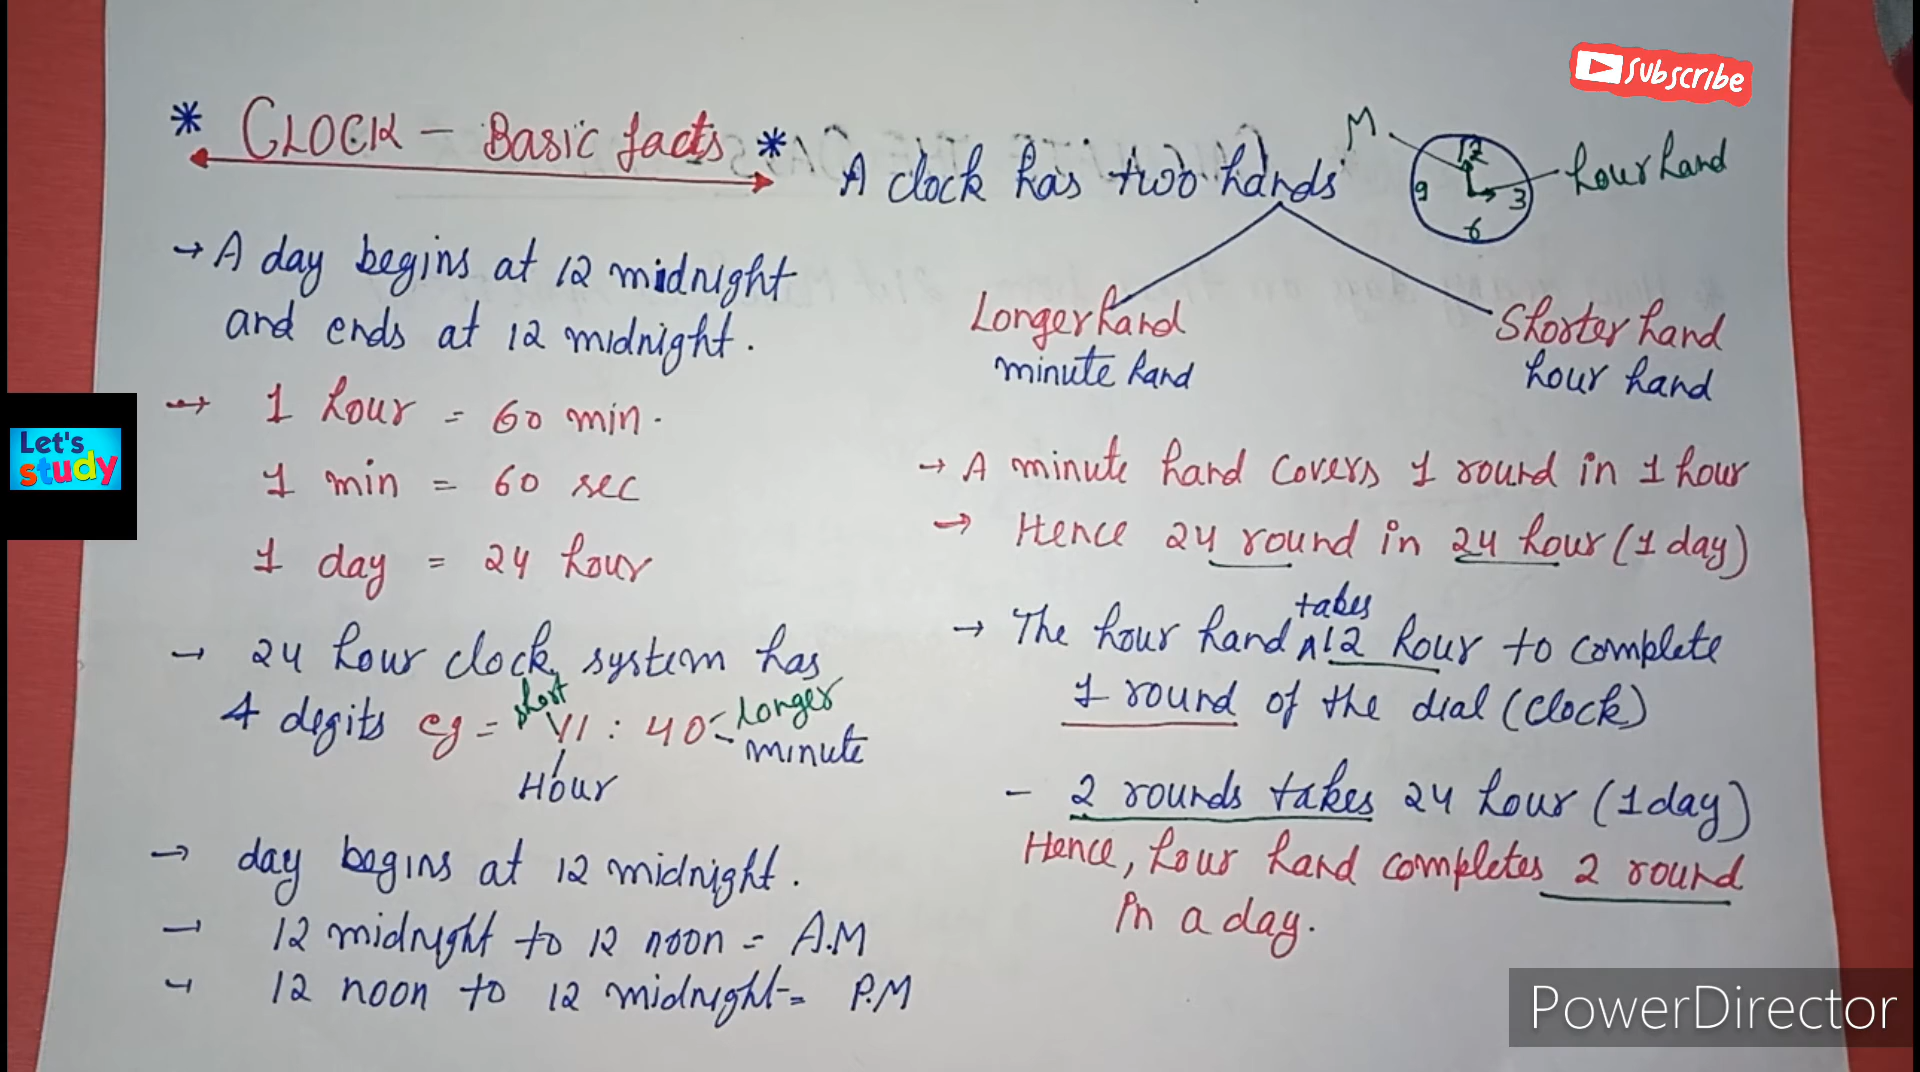 Subscribe
* CLOCK - Basic facts *
→ A day begins at 12 midnight
and ends at 12 midnight.
→ 1 hour = 60 min.
1 min = 60 sec
1 day = 24 hour
→ 24 hour clock system has
4 degits eg = VI : 40
short
longer
minute
Hour
→ day begins at 12 midnight.
→ 12 midnight to 12 noon = A.M
→ 12 noon to 12 midnight = P.M
A clock has two hands
M
12
9
3
6
hour hand
Longer hand
minute hand
Shorter hand
hour hand
→ A minute hand covers 1 round in 1 hour
→ Hence 24 round in 24 hour (1 day)
→ The hour hand takes 12 hour to complete
1 round of the dial (clock)
- 2 rounds takes 24 hour (1 day)
Hence, hour hand completes 2 round
in a day.
Let's
study
PowerDirector